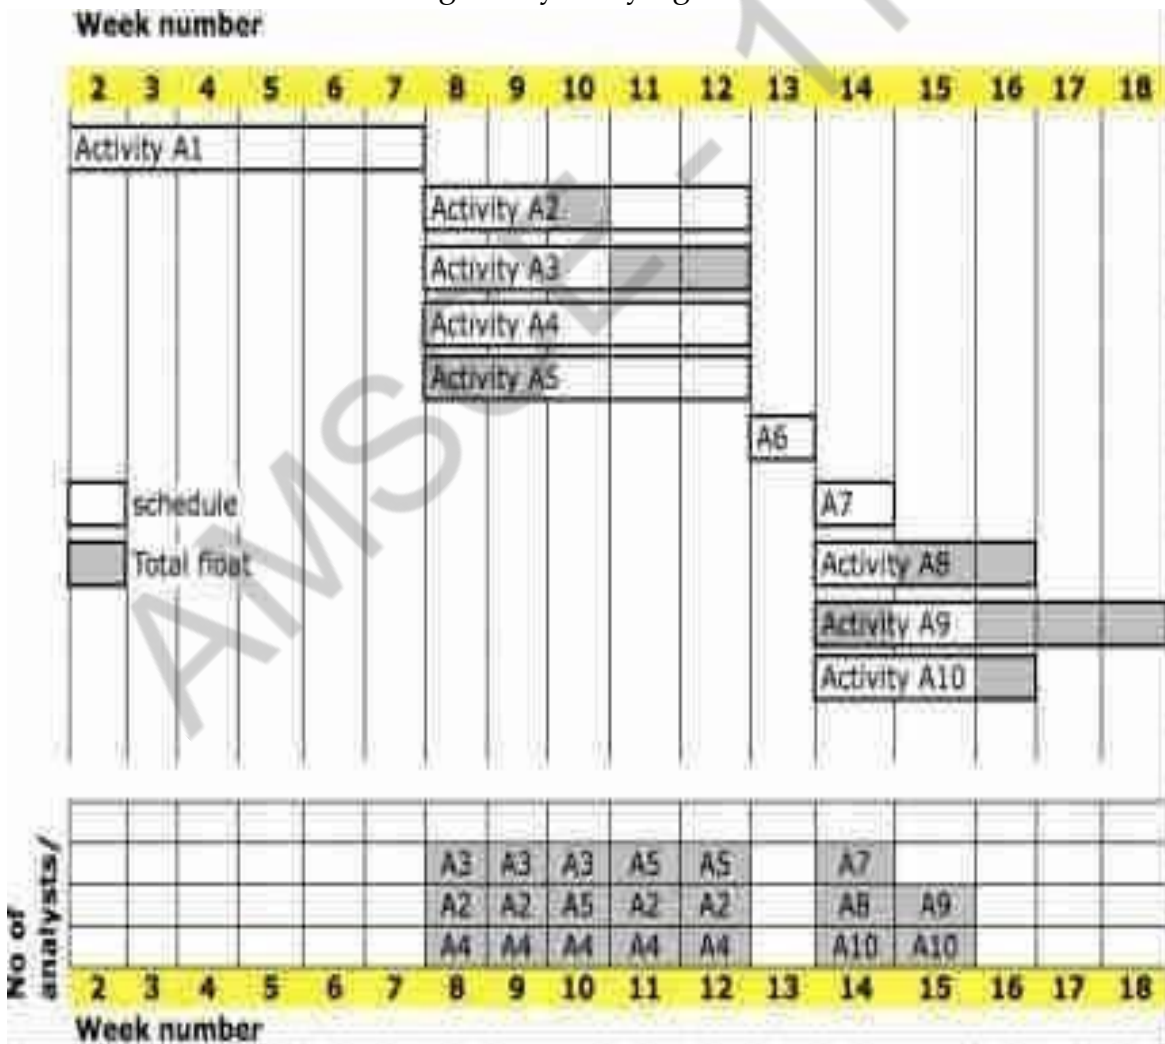 Week number
2 3 4 5 6 7 8 9 10 11 12 13 14 15 16 17 18
Activity A1
Activity A2
Activity A3
Activity A4
Activity A5
A6
schedule
A7
Total float
Activity A8
Activity A9
Activity A10
No of analysts/
A3 A3 A3 A5 A5 A7
A2 A2 A5 A2 A2 A8 A9
A4 A4 A4 A4 A4 A10 A10
2 3 4 5 6 7 8 9 10 11 12 13 14 15 16 17 18
Week number